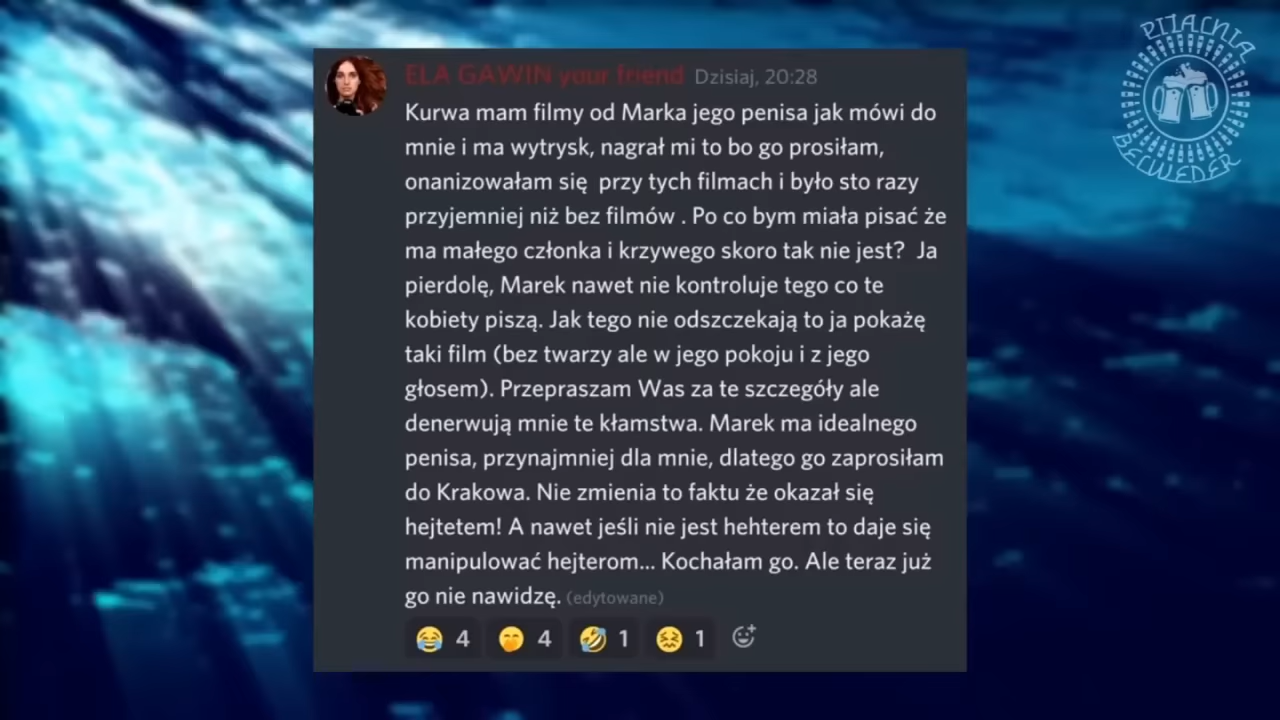 PIJALNIA
BELWEDER
ELA GAWIN your friend Dzisiaj, 20:28
Kurwa mam filmy od Marka jego penisa jak mówi do
mnie i ma wytrysk, nagrał mi to bo go prosiłam,
onanizowałam się  przy tych filmach i było sto razy
przyjemniej niż bez filmów . Po co bym miała pisać że
ma małego członka i krzywego skoro tak nie jest?  Ja
pierdolę, Marek nawet nie kontroluje tego co te
kobiety piszą. Jak tego nie odszczekają to ja pokażę
taki film (bez twarzy ale w jego pokoju i z jego
głosem). Przepraszam Was za te szczegóły ale
denerwują mnie te kłamstwa. Marek ma idealnego
penisa, przynajmniej dla mnie, dlatego go zaprosiłam
do Krakowa. Nie zmienia to faktu że okazał się
hejtetem! A nawet jeśli nie jest hehterem to daje się
manipulować hejterom... Kochałam go. Ale teraz już
go nie nawidzę. (edytowane)
4 4 1 1